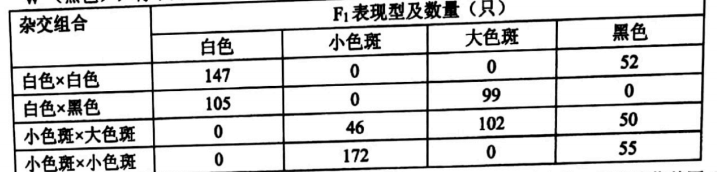 杂交组合 F₁表现型及数量（只）
白色 小色斑 大色斑 黑色
白色×白色 147 0 0 52
白色×黑色 105 0 99 0
小色斑×大色斑 0 46 102 50
小色斑×小色斑 0 172 0 55